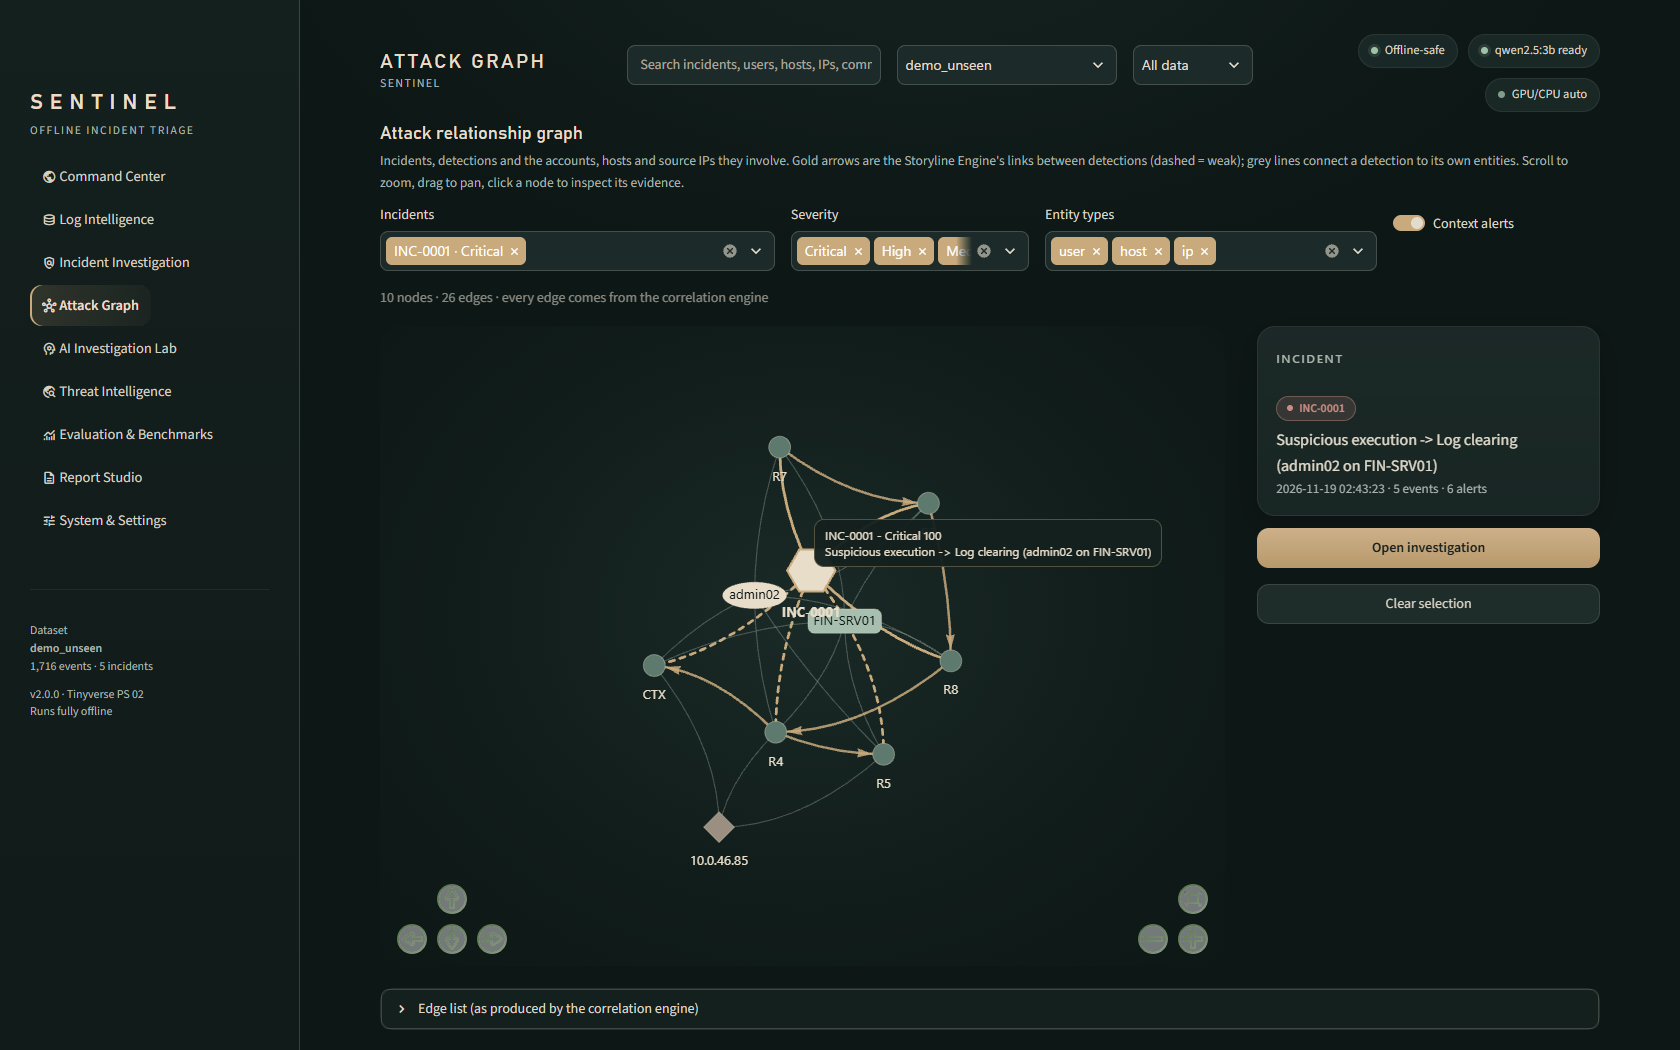 SENTINEL
OFFLINE INCIDENT TRIAGE
Command Center
Log Intelligence
Incident Investigation
Attack Graph
AI Investigation Lab
Threat Intelligence
Evaluation & Benchmarks
Report Studio
System & Settings
Dataset
demo_unseen
1,716 events · 5 incidents
v2.0.0 · Tinyverse PS 02
Runs fully offline
ATTACK GRAPH
SENTINEL
Search incidents, users, hosts, IPs, comr
demo_unseen
All data
Offline-safe
qwen2.5:3b ready
GPU/CPU auto
Attack relationship graph
Incidents, detections and the accounts, hosts and source IPs they involve. Gold arrows are the Storyline Engine's links between detections (dashed = weak); grey lines connect a detection to its own entities. Scroll to
zoom, drag to pan, click a node to inspect its evidence.
Incidents
INC-0001 · Critical ×
Severity
Critical ×
High ×
Entity types
user ×
host ×
ip ×
Context alerts
10 nodes · 26 edges · every edge comes from the correlation engine
R7
INC-0001 - Critical 100
Suspicious execution -> Log clearing (admin02 on FIN-SRV01)
admin02
INC-0001
FIN-SRV01
CTX
R8
R4
R5
10.0.46.85
INCIDENT
INC-0001
Suspicious execution -> Log clearing
(admin02 on FIN-SRV01)
2026-11-19 02:43:23 · 5 events · 6 alerts
Open investigation
Clear selection
Edge list (as produced by the correlation engine)